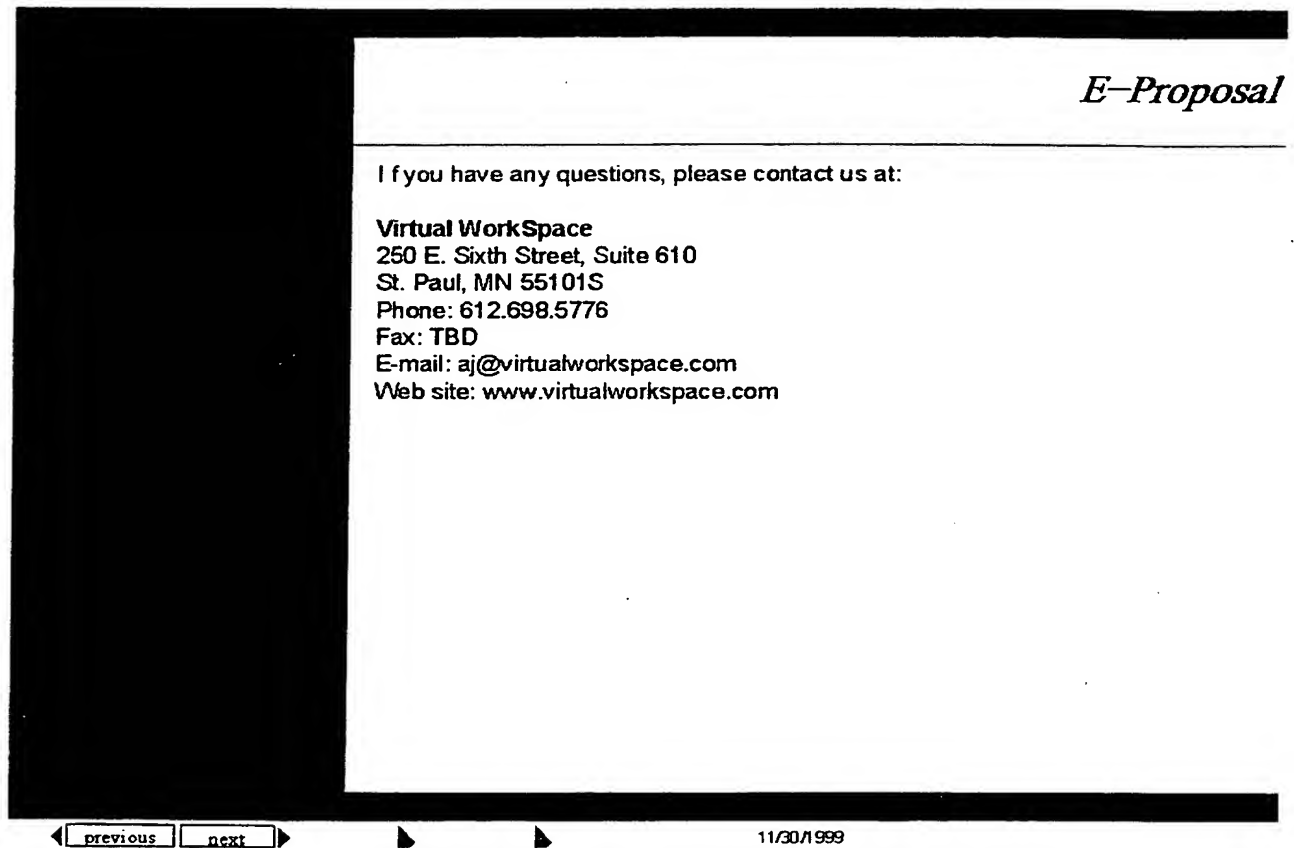 E-Proposal
If you have any questions, please contact us at:
Virtual WorkSpace
250 E. Sixth Street, Suite 610
St. Paul, MN 55101S
Phone: 612.698.5776
Fax: TBD
E-mail: aj@virtualworkspace.com
Web site: www.virtualworkspace.com
previous next 11/30/1999